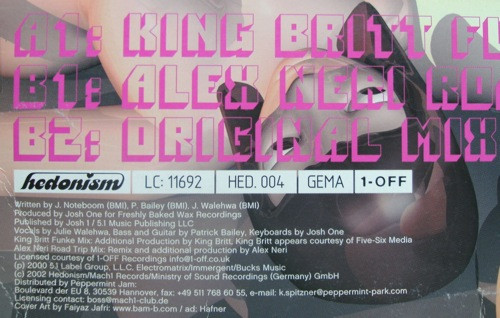 A1: KING BRITT FU
B1: ALEX NERI RO
B2: ORIGINAL MIX
hedonism LC: 11692 HED. 004 GEMA 1-OFF
Written by J. Noteboom (BMI), P. Bailey (BMI), J. Walehwa (BMI)
Produced by Josh One for Freshly Baked Wax Recordings
Published by Josh 1 / 5.1 Music Publishing LLC
Vocals by Julie Walehwa, Bass and Guitar by Patrick Bailey, Keyboards by Josh One
King Britt Funke Mix: Additional Production by King Britt, King Britt appears courtesy of Five-Six Media
Alex Neri Road Trip Mix: Remix and additional production by Alex Neri
Licensed courtesy of 1-OFF Recordings info@1-off.co.uk
(p) 2000 5.1 Label Group, L.L.C. Electromatrix/Immergent/Bucks Music
(c) 2002 Hedonism/Mach1 Records/Ministry of Sound Recordings (Germany) GmbH
Distributed by Peppermint Jam:
Boulevard der EU 8, 30539 Hannover, fax: +49 511 768 60 55, e-mail: k.spitzner@peppermint-park.com
Licensing contact: boss@mach1-club.de
Cover Art by Faiyaz Jafri: www.bam-b.com / ad: Hafner